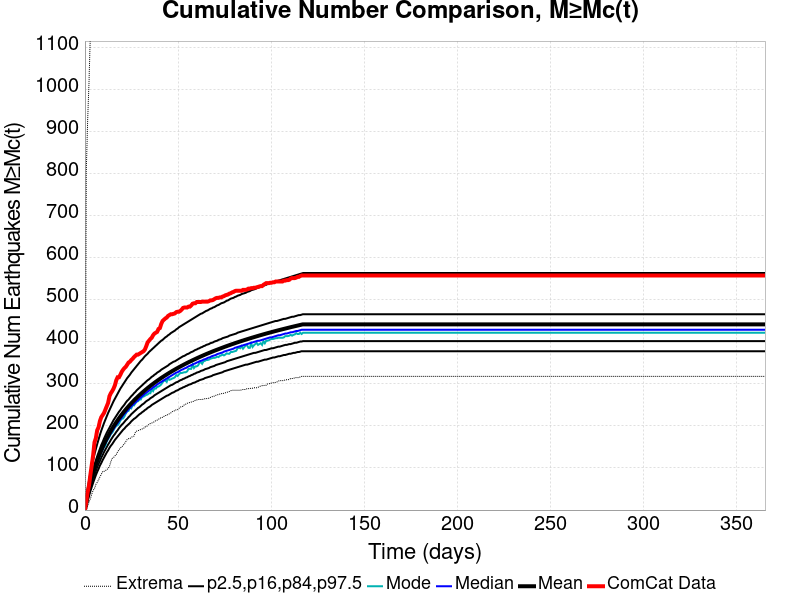 Cumulative Number Comparison, M≥Mc(t)
Cumulative Num Earthquakes M≥Mc(t)
1100
1000
900
800
700
600
500
400
300
200
100
0
0 50 100 150 200 250 300 350
Time (days)
Extrema p2.5,p16,p84,p97.5 Mode Median Mean ComCat Data